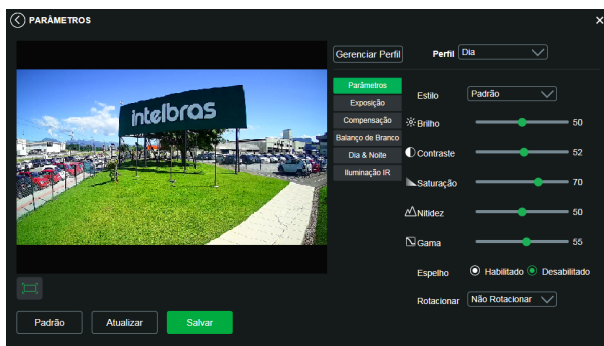 PARÂMETROS
Gerenciar Perfil
Perfil
Dia
intelbras
Parâmetros
Exposição
Compensação
Balanço de Branco
Dia & Noite
Iluminação IR
Estilo
Padrão
Brilho
50
Contraste
52
Saturação
70
Nitidez
50
Gama
55
Espelho
Habilitado
Desabilitado
Rotacionar
Não Rotacionar
Padrão
Atualizar
Salvar